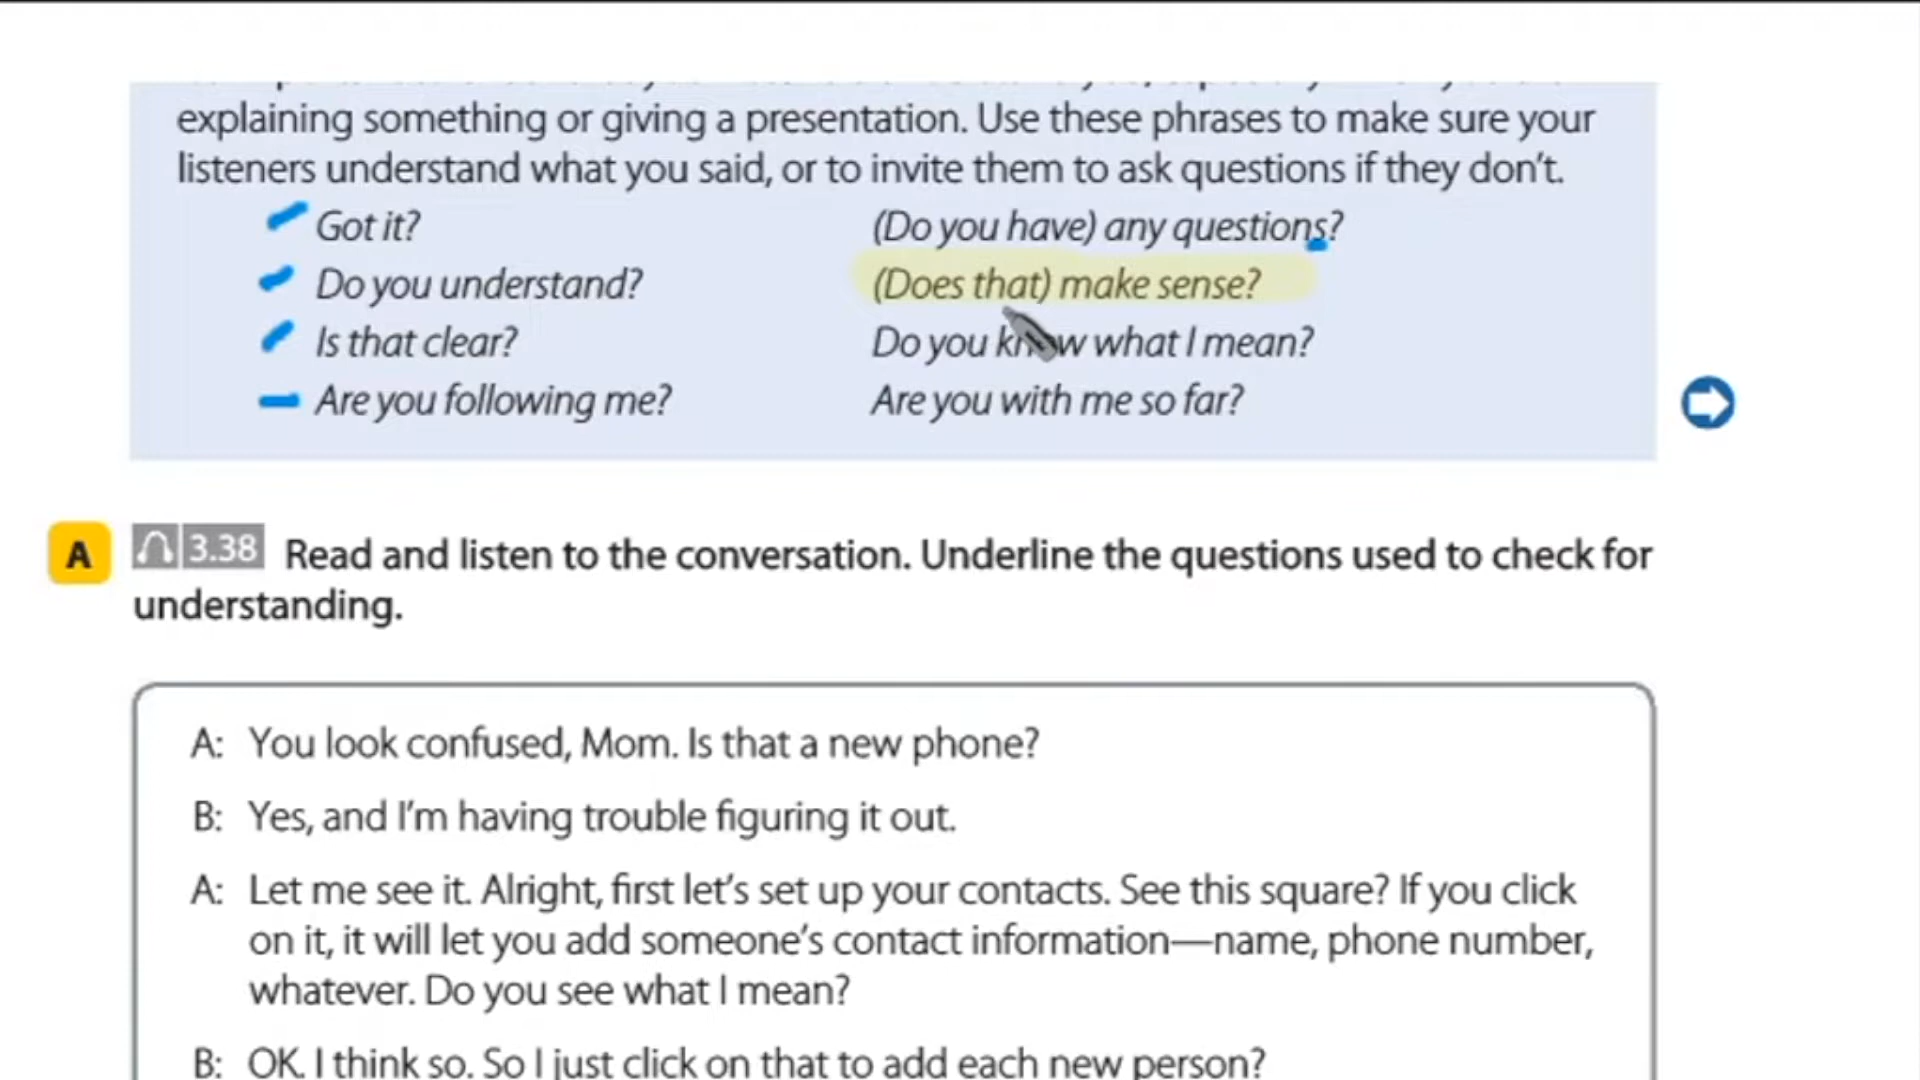 explaining something or giving a presentation. Use these phrases to make sure your
listeners understand what you said, or to invite them to ask questions if they don't.
Got it? (Do you have) any questions?
Do you understand? (Does that) make sense?
Is that clear? Do you know what I mean?
Are you following me? Are you with me so far?
A 3.38 Read and listen to the conversation. Underline the questions used to check for
understanding.
A: You look confused, Mom. Is that a new phone?
B: Yes, and I'm having trouble figuring it out.
A: Let me see it. Alright, first let's set up your contacts. See this square? If you click
on it, it will let you add someone's contact information—name, phone number,
whatever. Do you see what I mean?
B: OK. I think so. So I just click on that to add each new person?